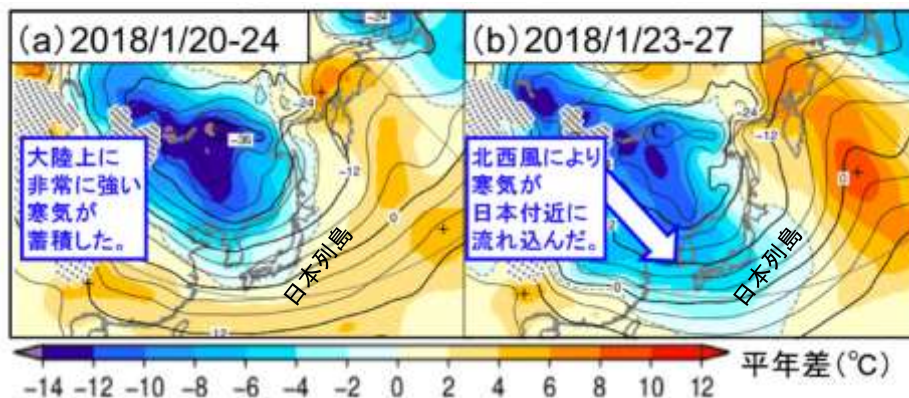 (a)2018/1/20-24
(b)2018/1/23-27
大陸上に
非常に強い
寒気が
蓄積した。
北西風により
寒気が
日本付近に
流れ込んだ。
日本列島
日本列島
-24
-24
-36
-12
0
12
-24
-12
0
0
C
-14 -12 -10 -8 -6 -4 -2 0 2 4 6 8 10 12
平年差(℃)